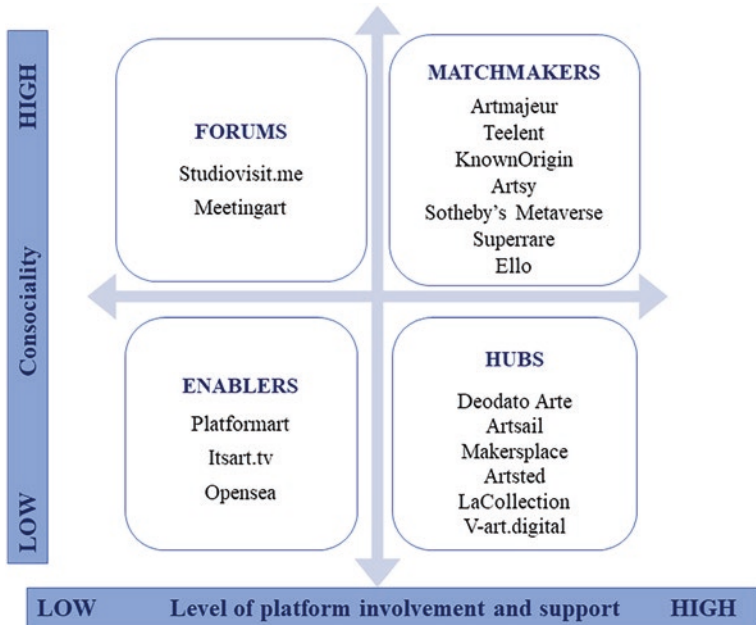 HIGH
Consociality
LOW
FORUMS
Studiovisit.me
Meetingart
MATCHMAKERS
Artmajeur
Teelent
KnownOrigin
Artsy
Sotheby's Metaverse
Superrare
Ello
ENABLERS
Platformart
Itsart.tv
Opensea
HUBS
Deodato Arte
Artsail
Makersplace
Artsted
LaCollection
V-art.digital
LOW Level of platform involvement and support HIGH